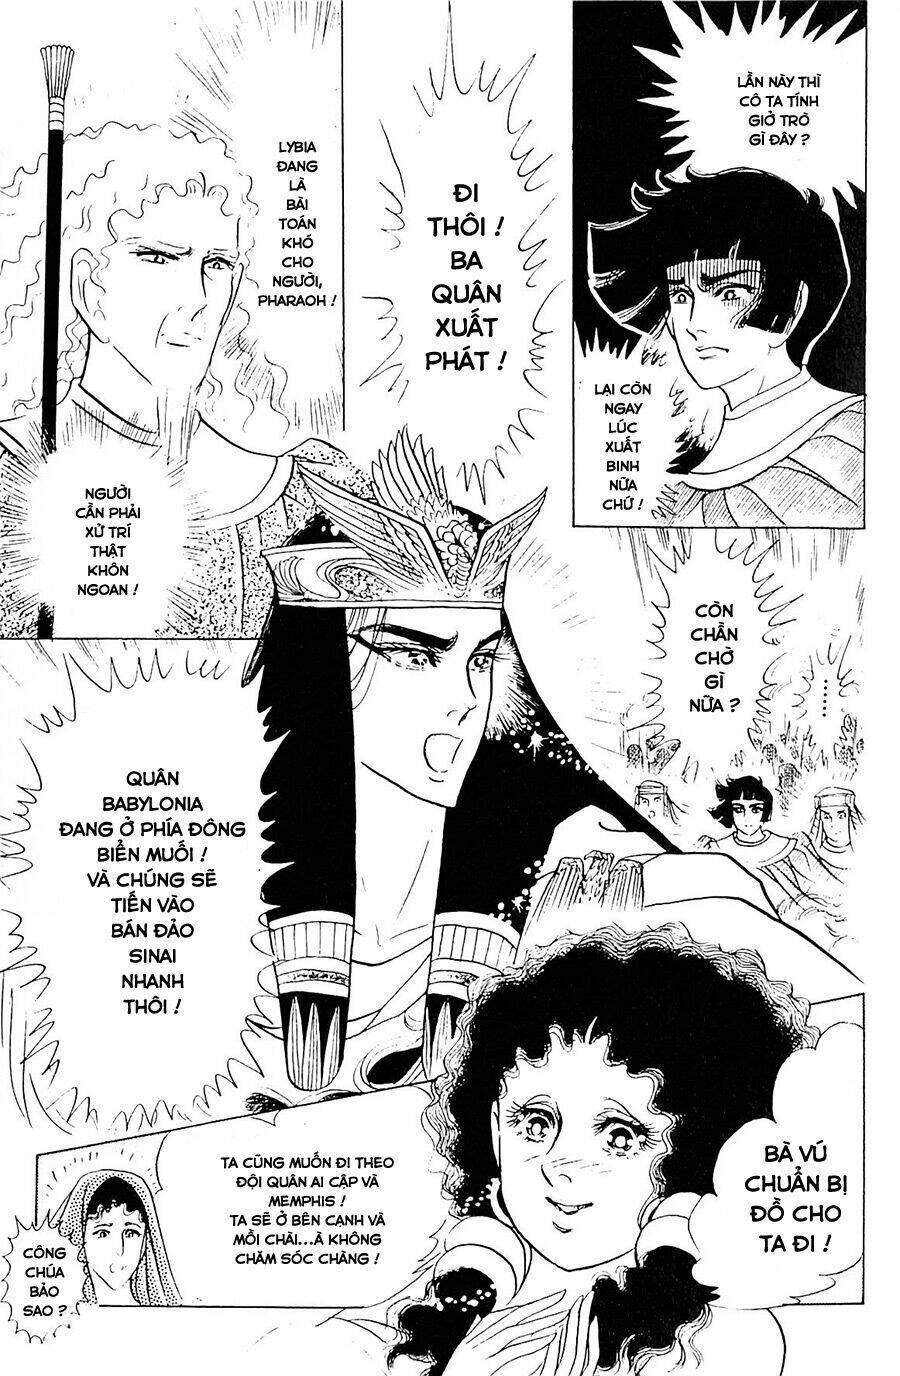 LẦN NÀY THÌ
CÔ TA TÍNH
GIỞ TRÒ
GÌ ĐÂY ?
LẠI CÒN
NGAY
LÚC
XUẤT
BINH
NỮA
CHỨ !
ĐI
THÔI !
BA
QUÂN
XUẤT
PHÁT !
LYBIA
ĐANG
LÀ
BÀI
TOÁN
KHÓ
CHO
NGƯỜI,
PHARAOH !
NGƯỜI
CẦN PHẢI
XỬ TRÍ
THẬT
KHÔN
NGOAN !
CÒN
CHẦN
CHỜ
GÌ
NỮA ?
........
QUÂN
BABYLONIA
ĐANG Ở PHÍA ĐÔNG
BIỂN MUỐI !
VÀ CHÚNG SẼ
TIẾN VÀO
BÁN ĐẢO
SINAI
NHANH
THÔI !
BÀ VÚ
CHUẨN BỊ
ĐỒ CHO
TA ĐI !
TA CŨNG MUỐN ĐI THEO
ĐỘI QUÂN AI CẬP VÀ
MEMPHIS !
TA SẼ Ở BÊN CẠNH VÀ
MỒI CHÀI...À KHÔNG
CHĂM SÓC CHÀNG !
CÔNG
CHÚA
BẢO
SAO ?